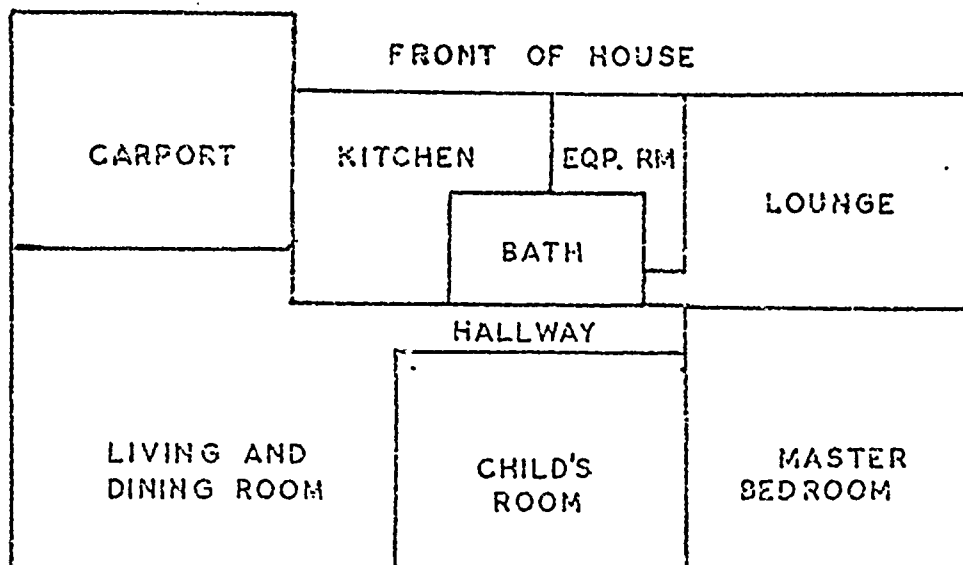 FRONT OF HOUSE
CARPORT
KITCHEN
EQP. RM
LOUNGE
BATH
HALLWAY
LIVING AND
DINING ROOM
CHILD'S
ROOM
MASTER
BEDROOM